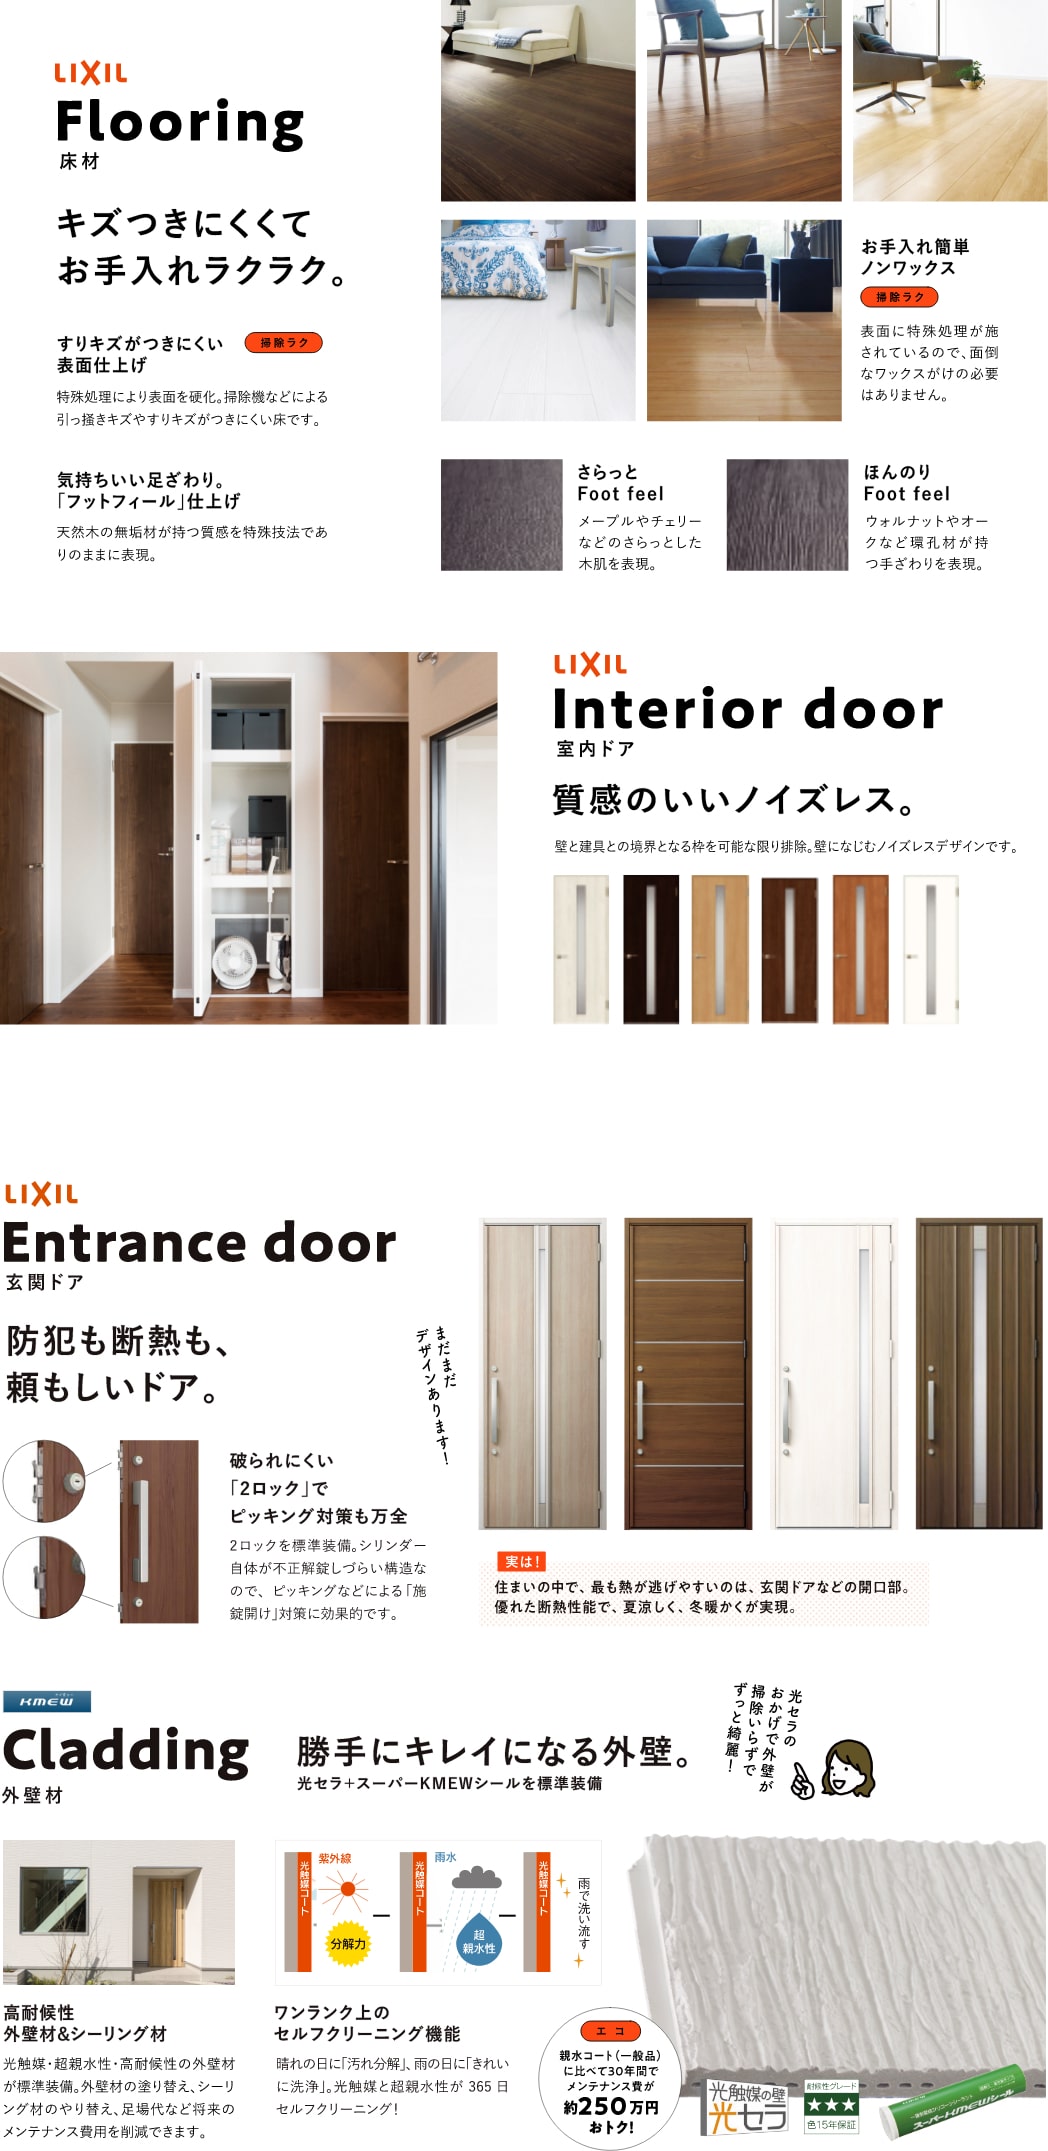 LIXIL
Flooring
床材
キズつきにくくて
お手入れラクラク。
すりキズがつきにくい
表面仕上げ
掃除ラク
特殊処理により表面を硬化。掃除機などによる
引っ掻きキズやすりキズがつきにくい床です。
気持ちいい足ざわり。
「フットフィール」仕上げ
天然木の無垢材が持つ質感を特殊技法であ
りのままに表現。
お手入れ簡単
ノンワックス
掃除ラク
表面に特殊処理が施
されているので、面倒
なワックスがけの必要
はありません。
さらっと
Foot feel
メープルやチェリー
などのさらっとした
木肌を表現。
ほんのり
Foot feel
ウォルナットやオー
クなど環孔材が持
つ手ざわりを表現。
LIXIL
Interior door
室内ドア
質感のいいノイズレス。
壁と建具との境界となる枠を可能な限り排除。壁になじむノイズレスデザインです。
LIXIL
Entrance door
玄関ドア
防犯も断熱も、
頼もしいドア。
まだまだ
デザインあります！
破られにくい
「2ロック」で
ピッキング対策も万全
2ロックを標準装備。シリンダー
自体が不正解錠しづらい構造な
ので、ピッキングなどによる「施
錠開け」対策に効果的です。
実は！
住まいの中で、最も熱が逃げやすいのは、玄関ドアなどの開口部。
優れた断熱性能で、夏涼しく、冬暖かくが実現。
KMEW
Cladding
外壁材
勝手にキレイになる外壁。
光セラ+スーパーKMEWシールを標準装備
光セラの
おかげで外壁が
掃除いらずで
ずっと綺麗！
高耐候性
外壁材&シーリング材
光触媒・超親水性・高耐候性の外壁材
が標準装備。外壁材の塗り替え、シーリ
ング材のやり替え、足場代など将来の
メンテナンス費用を削減できます。
光触媒コート
紫外線
分解力
光触媒コート
雨水
超
親水性
光触媒コート
雨で洗い流す
ワンランク上の
セルフクリーニング機能
晴れの日に「汚れ分解」、雨の日に「きれい
に洗浄」。光触媒と超親水性が 365 日
セルフクリーニング！
エコ
親水コート（一般品）
に比べて30年間で
メンテナンス費が
約250万円
おトク！
光触媒の壁
光セラ
耐候性グレード
★★★
色15年保証
スーパーKMEWシール